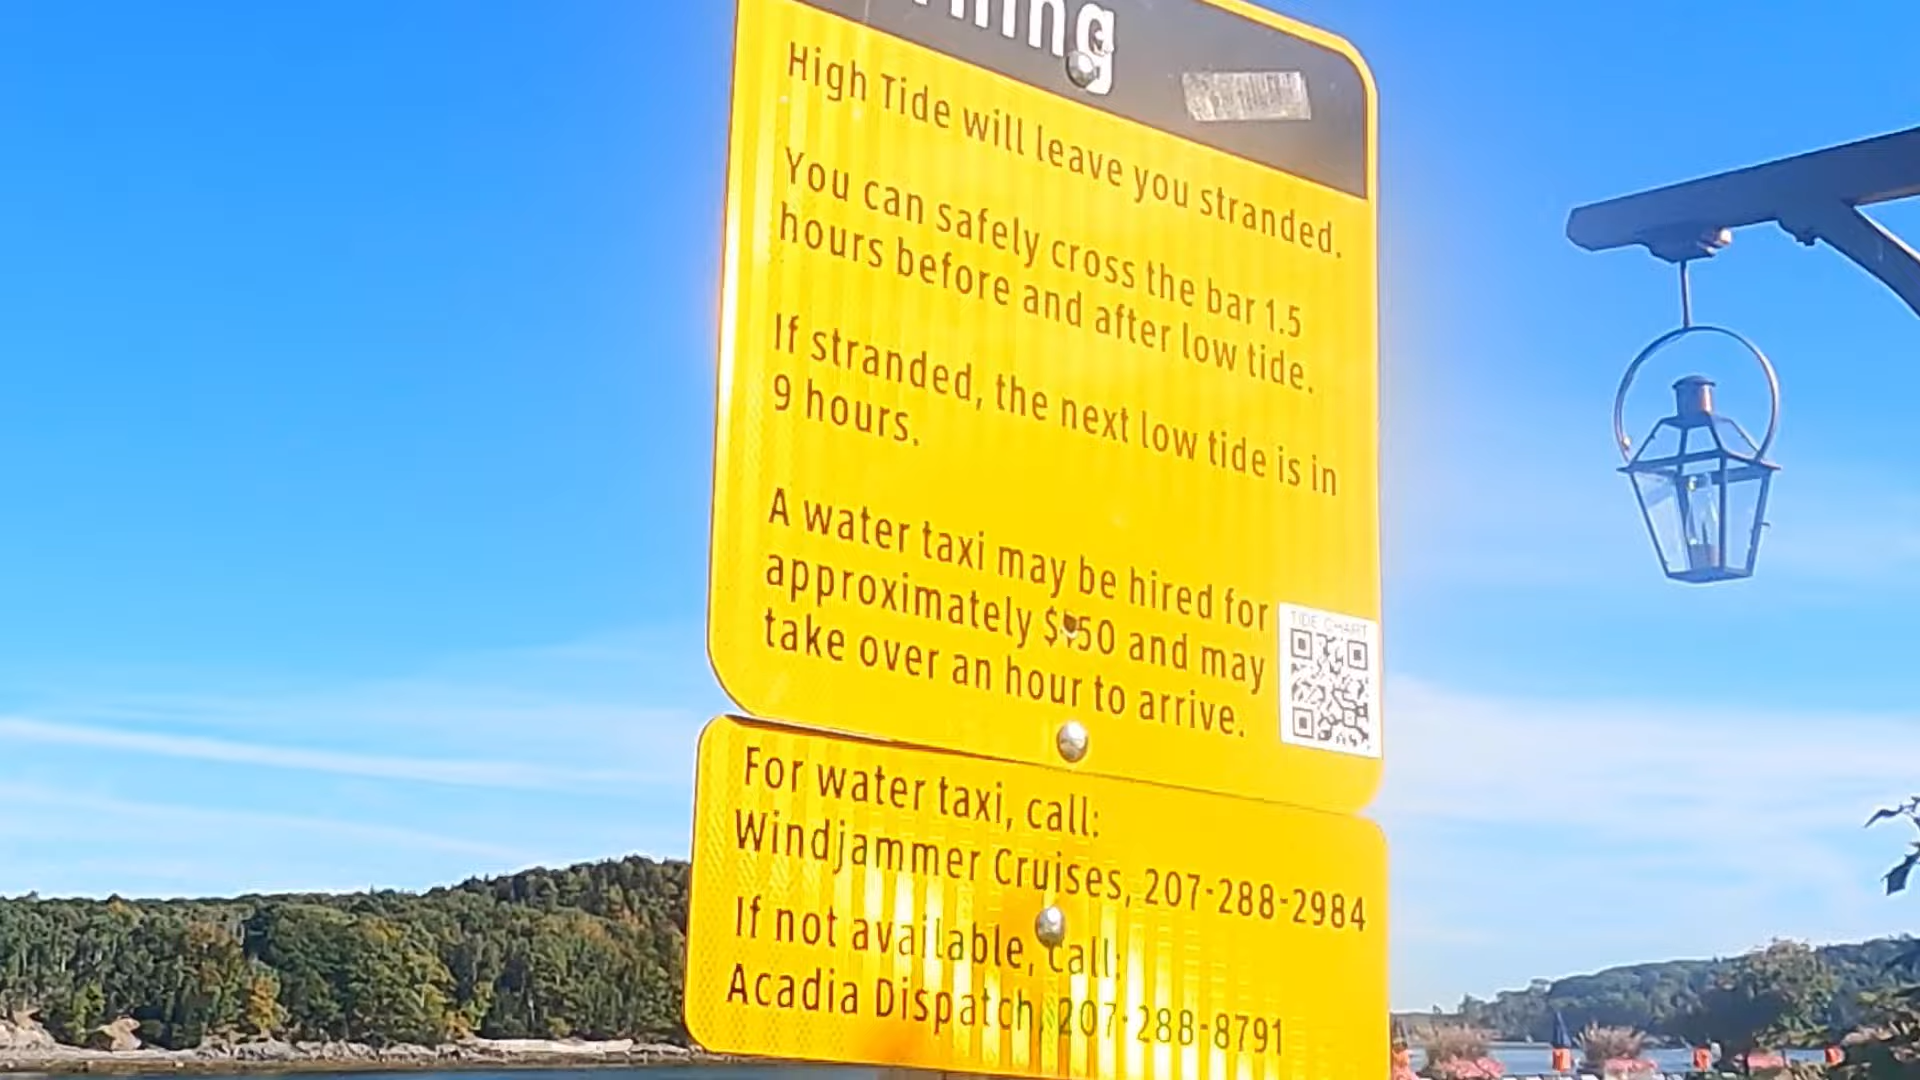 High Tide will leave you stranded.
You can safely cross the bar 1.5
hours before and after low tide.
If stranded, the next low tide is in
9 hours.
A water taxi may be hired for
approximately and may
take over an hour to arrive.
TIDE CHART
For water taxi, call:
Windjammer Cruises, 207-288-2984
If not available, call:
Acadia Dispatch, 207-288-8791